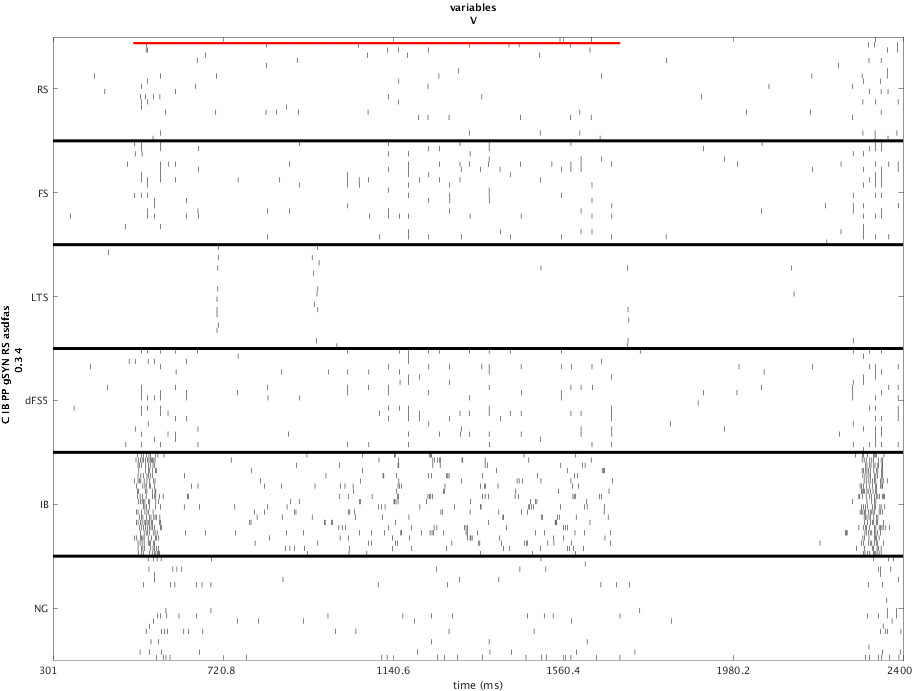 variables
V
RS
FS
LTS
dFS5
IB
NG
C IB PP gSYN RS asdfas
0.3 4
301
720.8
1140.6
1560.4
1980.2
2400
time (ms)